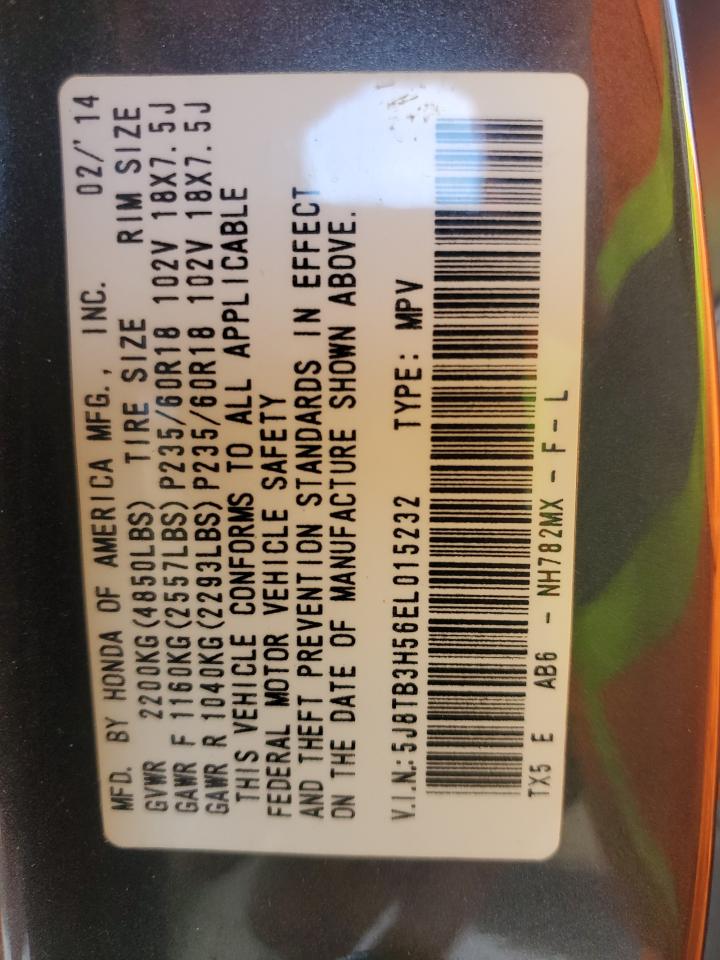 MFD. BY HONDA OF AMERICA MFG., INC. 02/'14
GVWR 2200KG(4850LBS) TIRE SIZE RIM SIZE
GAWR F 1160KG(2557LBS) P235/60R18 102V 18X7.5J
GAWR R 1040KG(2293LBS) P235/60R18 102V 18X7.5J
THIS VEHICLE CONFORMS TO ALL APPLICABLE
FEDERAL MOTOR VEHICLE SAFETY
AND THEFT PREVENTION STANDARDS IN EFFECT
ON THE DATE OF MANUFACTURE SHOWN ABOVE.
V.I.N.:5J8TB3H56EL015232 TYPE: MPV
TX5 E AB6 - NH782MX - F - L